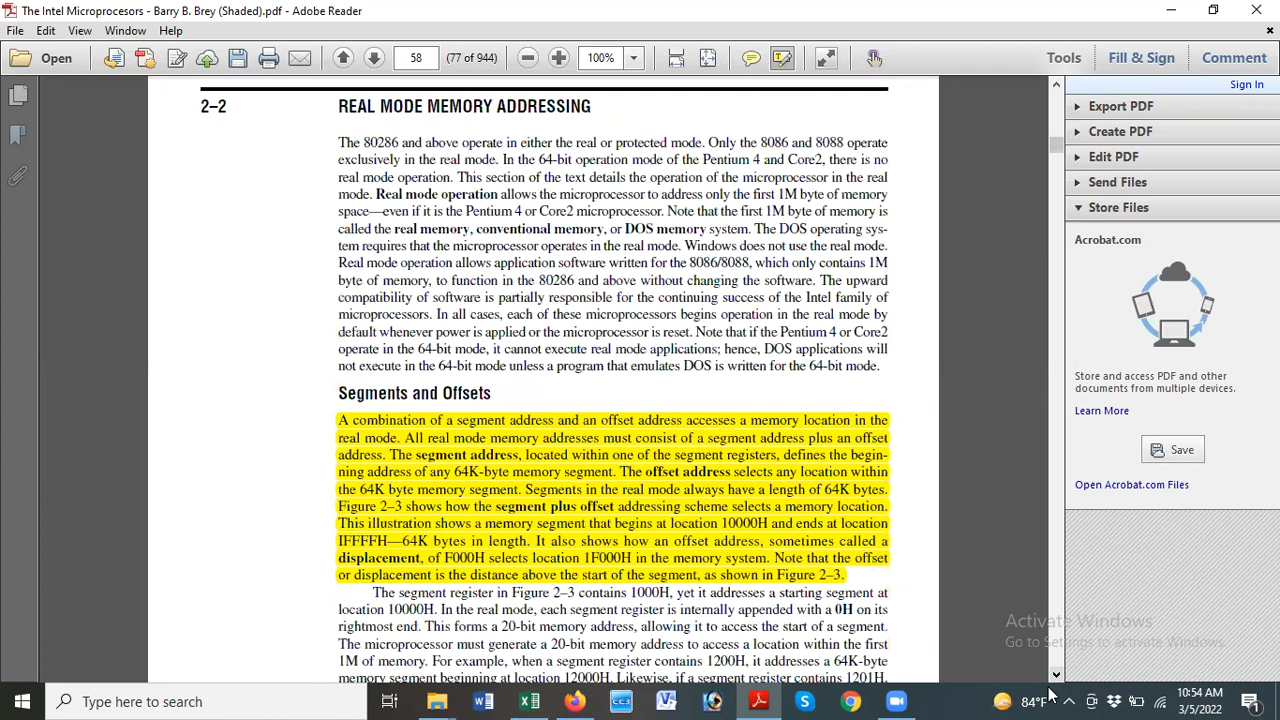 The Intel Microprocesors - Barry B. Brey (Shaded).pdf - Adobe Reader
File Edit View Window Help
Open 58 (77 of 944) 100% Tools Fill & Sign Comment
Sign In
Export PDF
Create PDF
Edit PDF
Send Files
Store Files
Acrobat.com
Store and access PDF and other
documents from multiple devices.
Learn More
Save
Open Acrobat.com Files
2–2 REAL MODE MEMORY ADDRESSING
The 80286 and above operate in either the real or protected mode. Only the 8086 and 8088 operate
exclusively in the real mode. In the 64-bit operation mode of the Pentium 4 and Core2, there is no
real mode operation. This section of the text details the operation of the microprocessor in the real
mode. Real mode operation allows the microprocessor to address only the first 1M byte of memory
space—even if it is the Pentium 4 or Core2 microprocessor. Note that the first 1M byte of memory is
called the real memory, conventional memory, or DOS memory system. The DOS operating sys-
tem requires that the microprocessor operates in the real mode. Windows does not use the real mode.
Real mode operation allows application software written for the 8086/8088, which only contains 1M
byte of memory, to function in the 80286 and above without changing the software. The upward
compatibility of software is partially responsible for the continuing success of the Intel family of
microprocessors. In all cases, each of these microprocessors begins operation in the real mode by
default whenever power is applied or the microprocessor is reset. Note that if the Pentium 4 or Core2
operate in the 64-bit mode, it cannot execute real mode applications; hence, DOS applications will
not execute in the 64-bit mode unless a program that emulates DOS is written for the 64-bit mode.
Segments and Offsets
A combination of a segment address and an offset address accesses a memory location in the
real mode. All real mode memory addresses must consist of a segment address plus an offset
address. The segment address, located within one of the segment registers, defines the begin-
ning address of any 64K-byte memory segment. The offset address selects any location within
the 64K byte memory segment. Segments in the real mode always have a length of 64K bytes.
Figure 2–3 shows how the segment plus offset addressing scheme selects a memory location.
This illustration shows a memory segment that begins at location 10000H and ends at location
IFFFFH—64K bytes in length. It also shows how an offset address, sometimes called a
displacement, of F000H selects location 1F000H in the memory system. Note that the offset
or displacement is the distance above the start of the segment, as shown in Figure 2–3.
The segment register in Figure 2–3 contains 1000H, yet it addresses a starting segment at
location 10000H. In the real mode, each segment register is internally appended with a 0H on its
rightmost end. This forms a 20-bit memory address, allowing it to access the start of a segment.
The microprocessor must generate a 20-bit memory address to access a location within the first
1M of memory. For example, when a segment register contains 1200H, it addresses a 64K-byte
memory segment beginning at location 12000H. Likewise, if a segment register contains 1201H,
Activate Windows
Go to Settings to activate Windows.
Type here to search
84°F
10:54 AM
3/5/2022